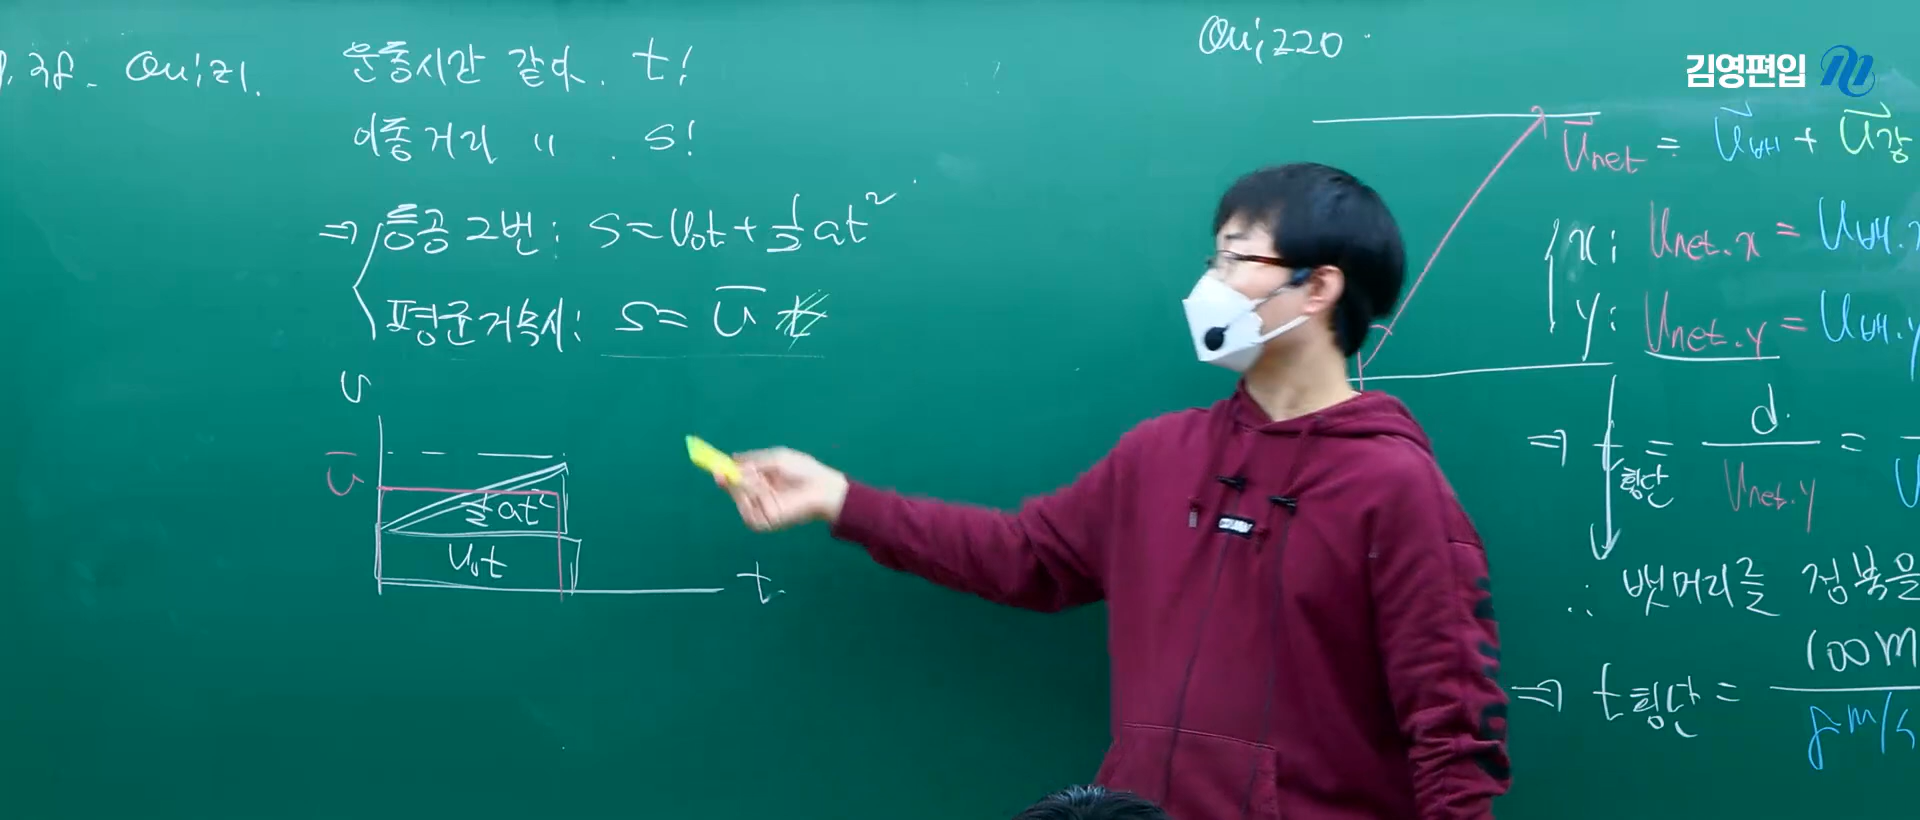 Quiz1. 운동시간 같다. t!
이동거리 〃. s!
⇒ 등공 2번: S=v₀t+½at²
평균거속시: S= v̄ t
v
v̄
½at²
v₀t
t.
Quiz20.
김영편입
v⃗net = v⃗배 + v⃗강
x: vnet.x = v배.x
y: vnet.y = v배.y
⇒ t횡단 = d / vnet.y =
∴ 뱃머리를 정북을
⇒ t횡단 = 100m / 8m/s